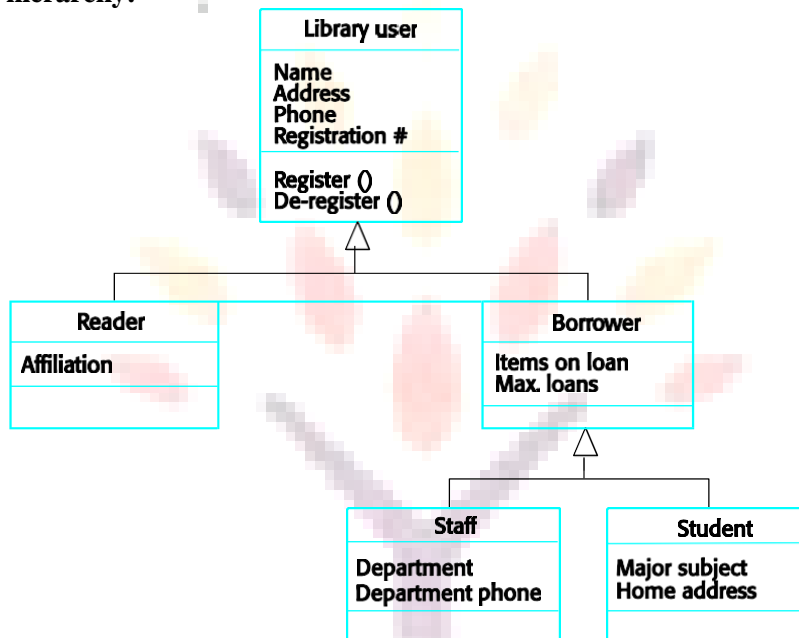 hierarchy.
Library user
Name
Address
Phone
Registration #
Register ()
De-register ()
Reader
Affiliation
Borrower
Items on loan
Max. loans
Staff
Department
Department phone
Student
Major subject
Home address